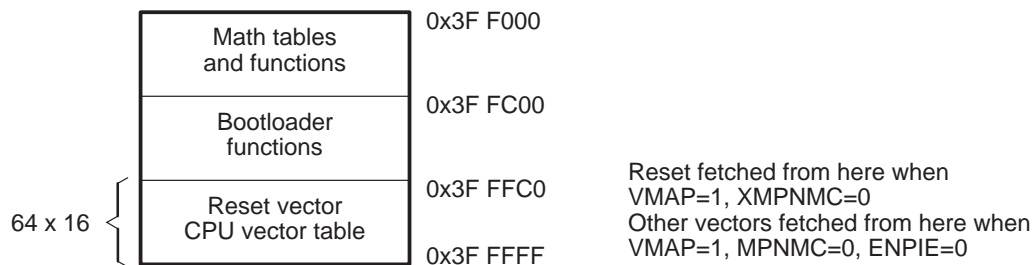 0x3F F000
Math tables
and functions
0x3F FC00
Bootloader
functions
0x3F FFC0
64 x 16
Reset vector
CPU vector table
0x3F FFFF
Reset fetched from here when
VMAP=1, XMPNMC=0
Other vectors fetched from here when
VMAP=1, MPNMC=0, ENPIE=0